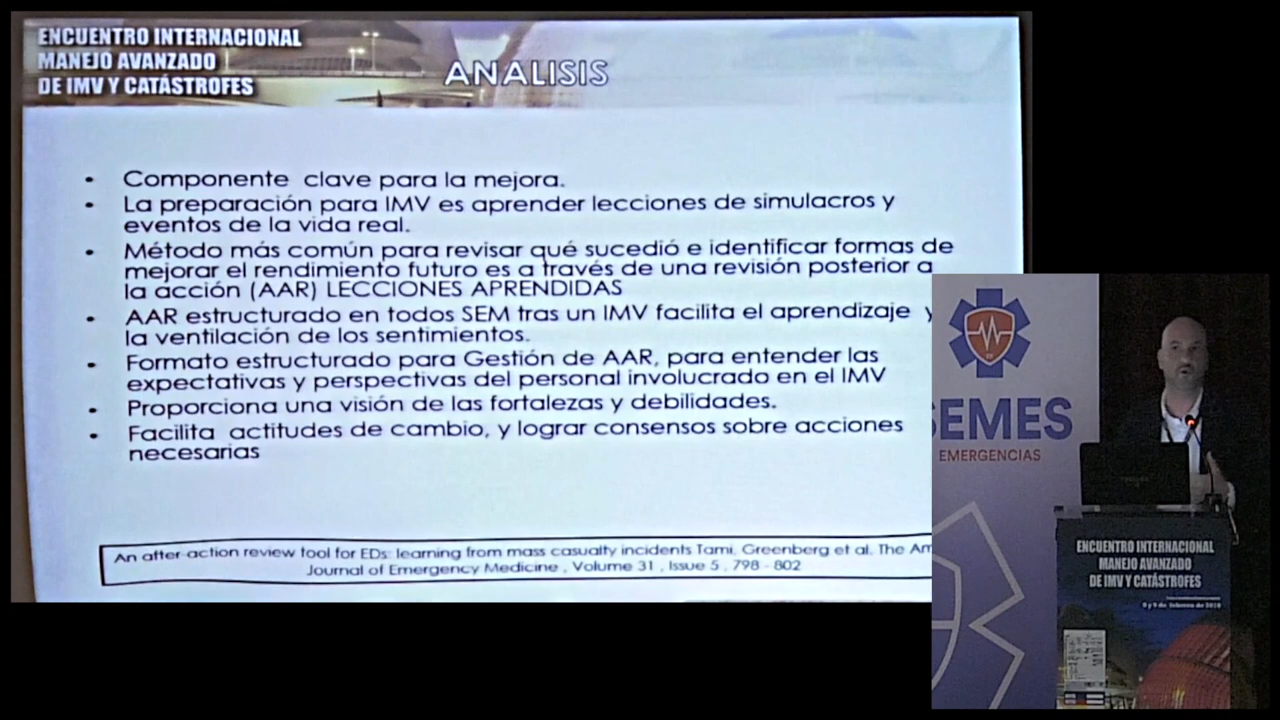 ENCUENTRO INTERNACIONAL
MANEJO AVANZADO
DE IMV Y CATÁSTROFES
ANALISIS
• Componente clave para la mejora.
• La preparación para IMV es aprender lecciones de simulacros y
eventos de la vida real.
• Método más común para revisar qué sucedió e identificar formas de
mejorar el rendimiento futuro es a través de una revisión posterior a
la acción (AAR) LECCIONES APRENDIDAS
• AAR estructurado en todos SEM tras un IMV facilita el aprendizaje y
la ventilación de los sentimientos.
• Formato estructurado para Gestión de AAR, para entender las
expectativas y perspectivas del personal involucrado en el IMV
• Proporciona una visión de las fortalezas y debilidades.
• Facilita actitudes de cambio, y lograr consensos sobre acciones
necesarias
An after-action review tool for EDs: learning from mass casualty incidents Tami, Greenberg et al. The Am
Journal of Emergency Medicine , Volume 31 , Issue 5 , 798 - 802
SEMES
EMERGENCIAS
ENCUENTRO INTERNACIONAL
MANEJO AVANZADO
DE IMV Y CATÁSTROFES